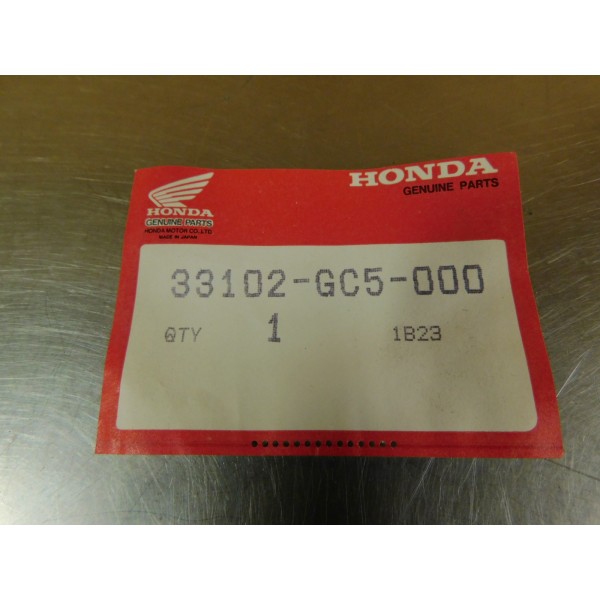 HONDA
GENUINE PARTS
HONDA
GENUINE PARTS
HONDA MOTOR CO.,LTD
MADE IN JAPAN
33102-GC5-000
QTY 1 1B23